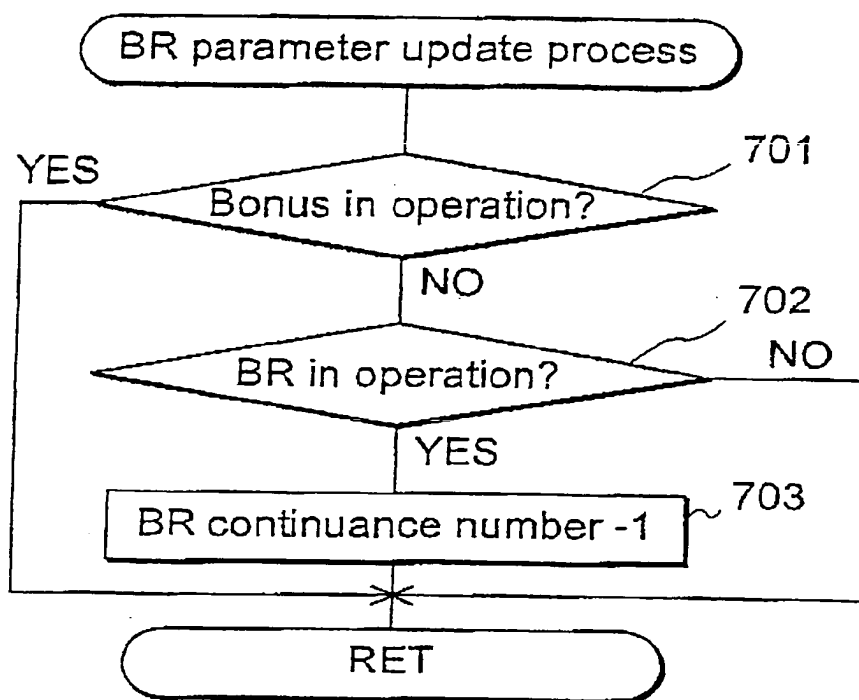 BR parameter update process
701
YES
Bonus in operation?
NO
702
NO
BR in operation?
YES
703
BR continuance number -1
RET